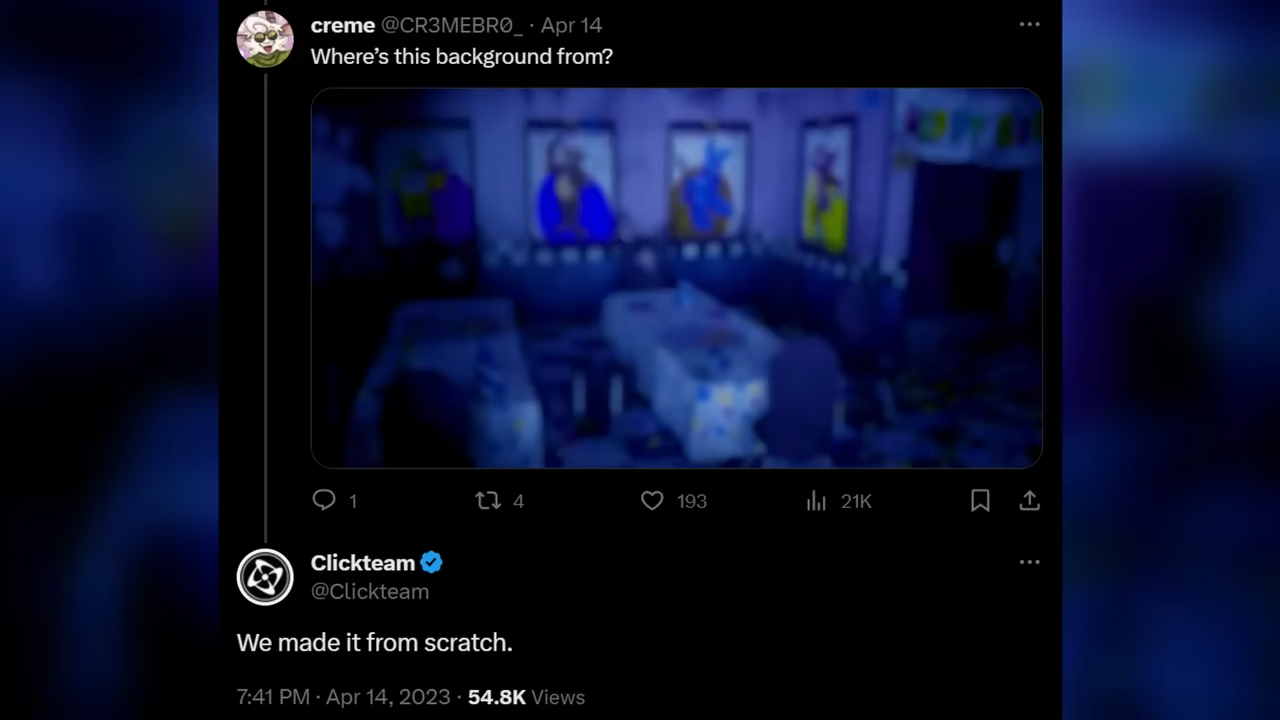 creme @CR3MEBRØ_ · Apr 14
Where's this background from?
1 4 193 21K
Clickteam
@Clickteam
We made it from scratch.
7:41 PM · Apr 14, 2023 · 54.8K Views